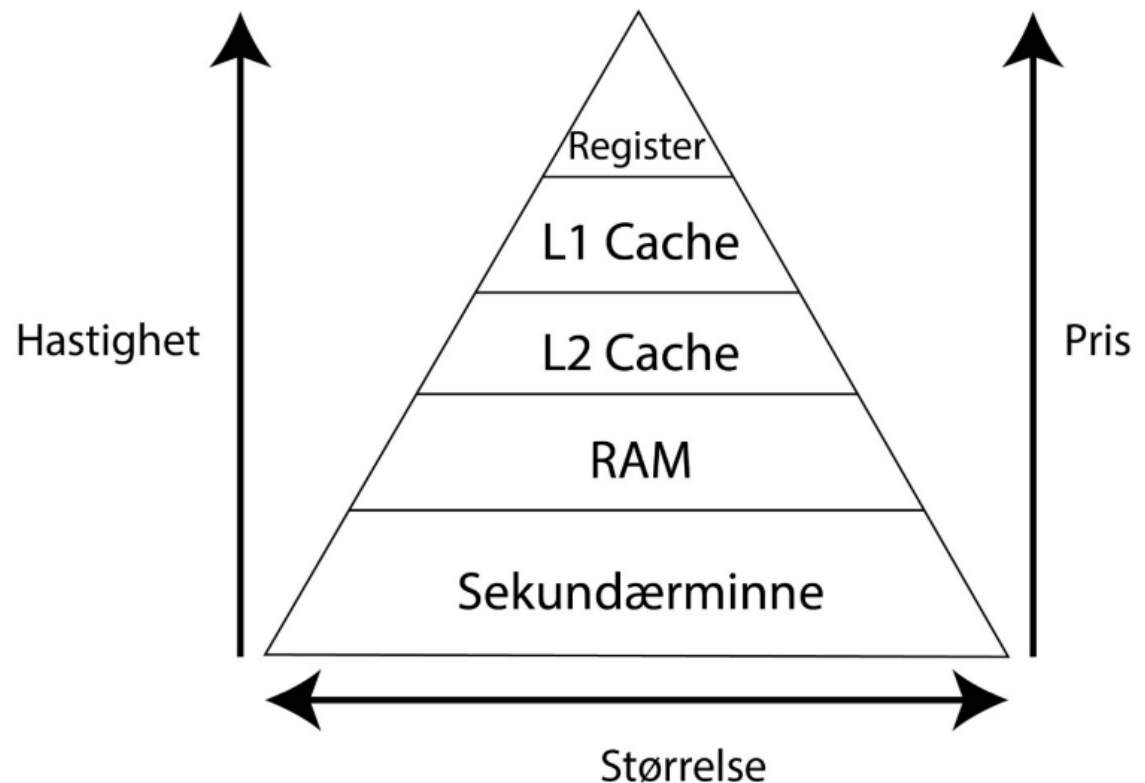 Register
L1 Cache
Hastighet
Pris
L2 Cache
RAM
Sekundærminne
Størrelse